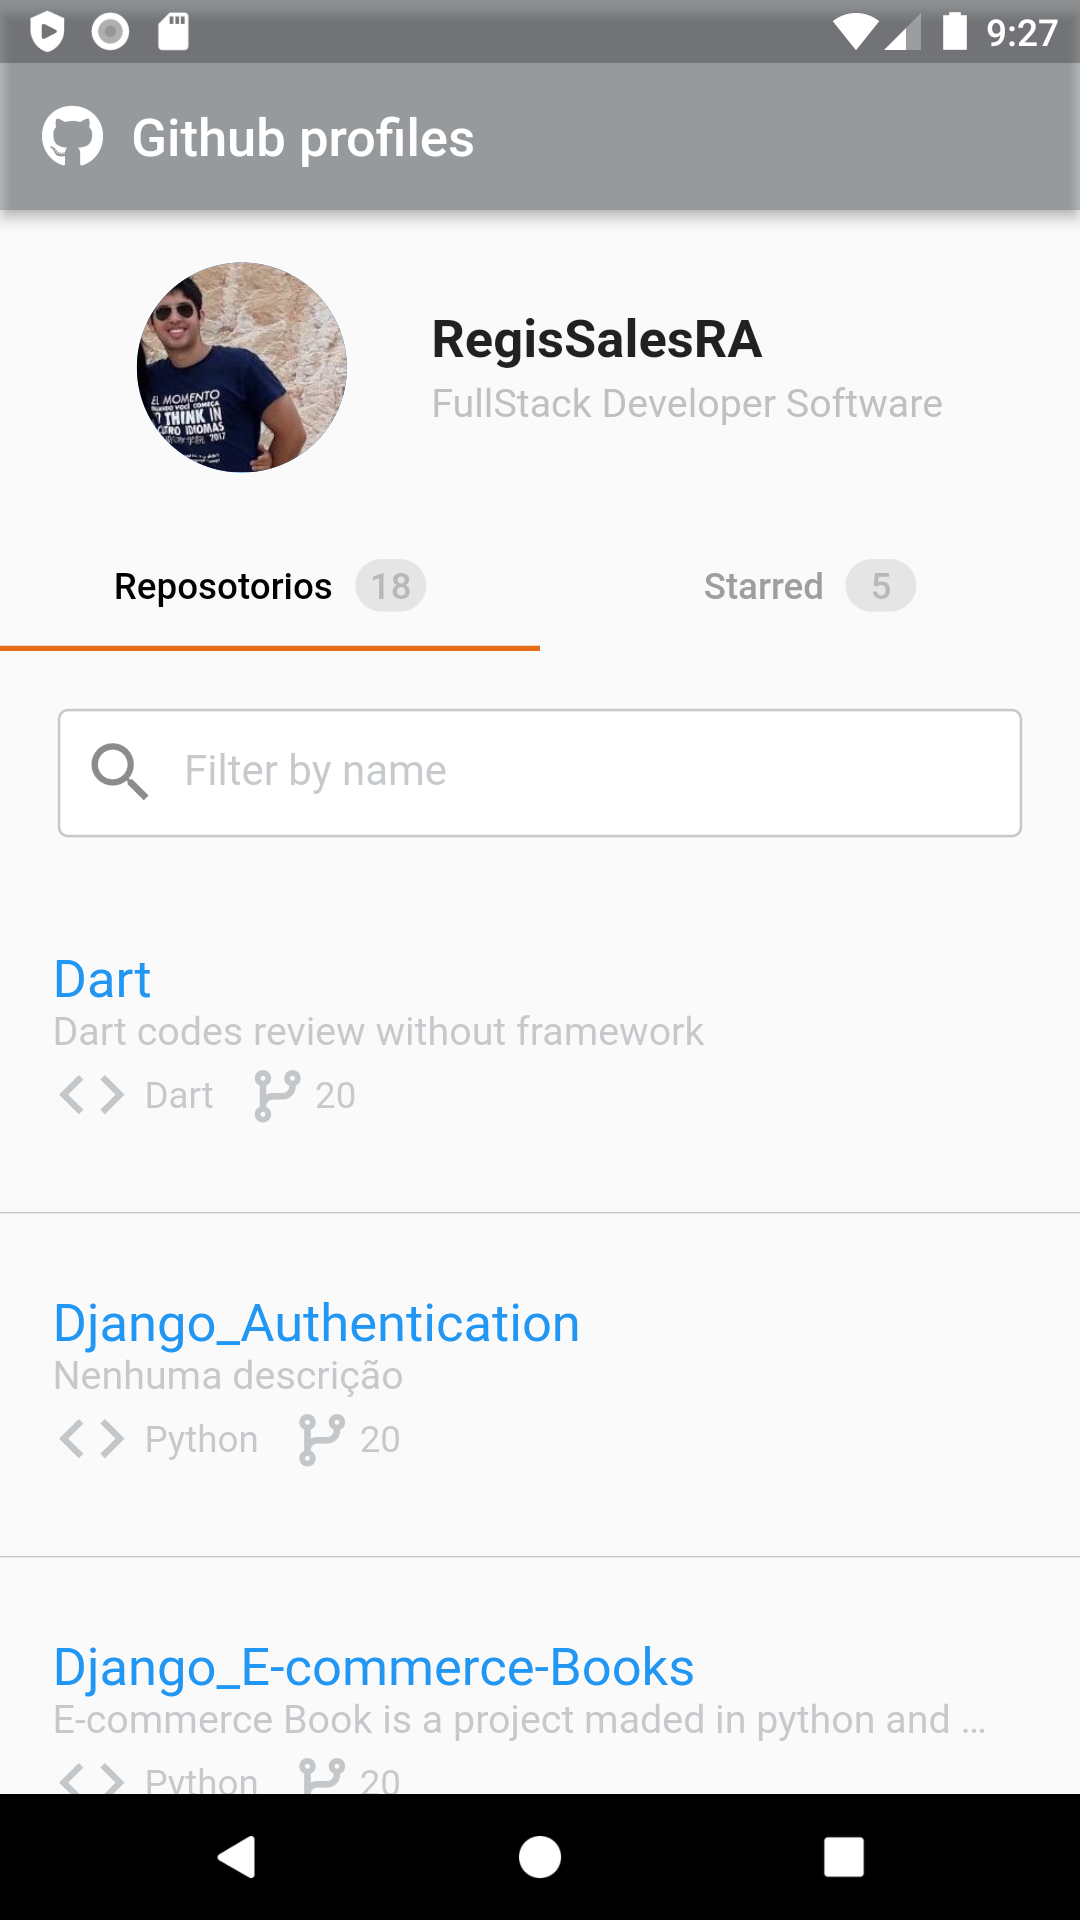 9:27
Github profiles
EL MOMENTO
THINK IN
IDIOMAS
2017
RegisSalesRA
FullStack Developer Software
Reposotorios 18 Starred 5
Filter by name
Dart
Dart codes review without framework
Dart 20
Django_Authentication
Nenhuma descrição
Python 20
Django_E-commerce-Books
E-commerce Book is a project maded in python and ...
Python 20